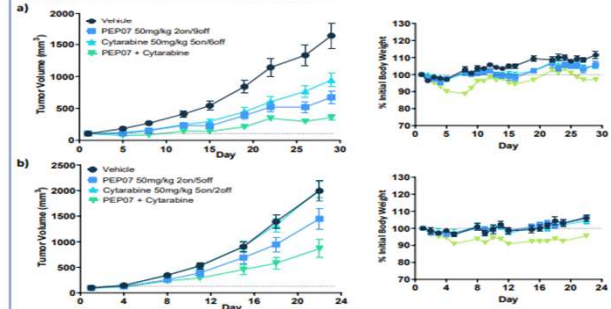 a)
Tumor Volume (mm³)
2000
1500
1000
500
0
Vehicle
PEP07 50mg/kg 2on/9off
Cytarabine 50mg/kg 5on/6off
PEP07 + Cytarabine
0 5 10 15 20 25 30
Day
% Initial Body Weight
130
120
110
100
90
80
70
0 5 10 15 20 25 30
Day
b)
Tumor Volume (mm³)
2500
2000
1500
1000
500
0
Vehicle
PEP07 50mg/kg 2on/5off
Cytarabine 50mg/kg 5on/2off
PEP07 + Cytarabine
0 4 8 12 16 20 24
Day
% Initial Body Weight
130
120
110
100
90
80
70
0 4 8 12 16 20 24
Day